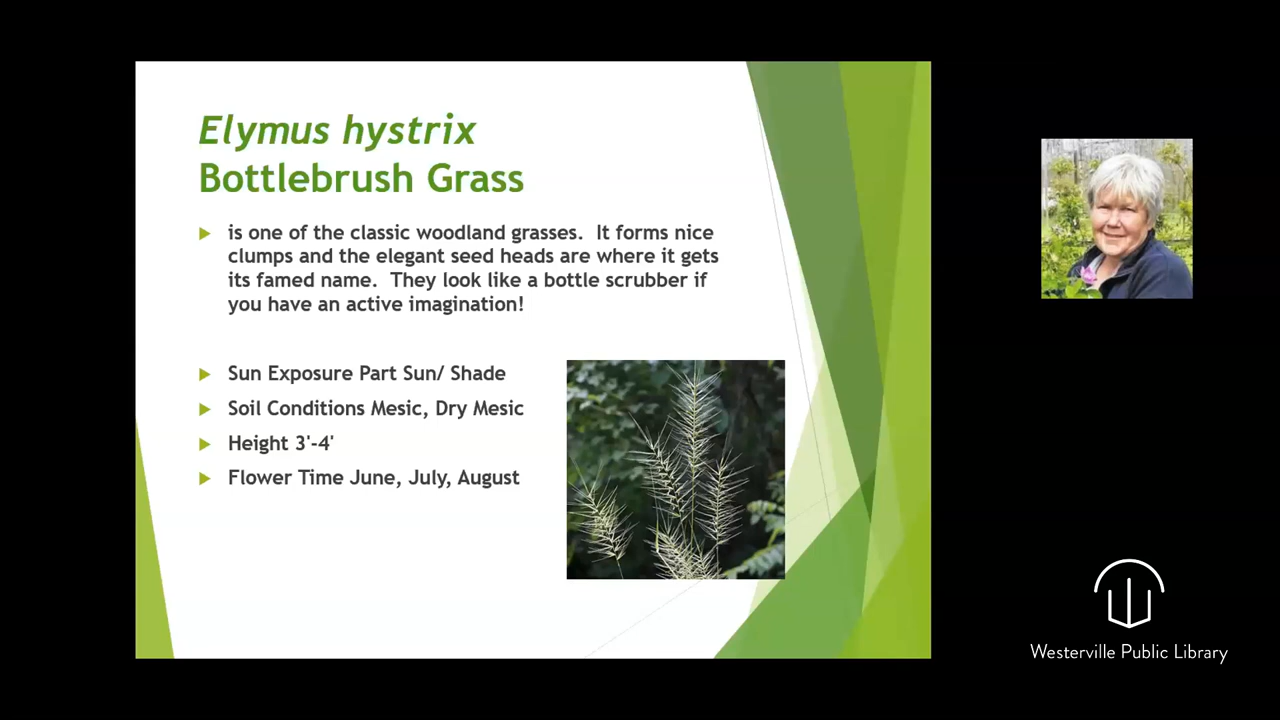 Elymus hystrix
Bottlebrush Grass
is one of the classic woodland grasses.  It forms nice
clumps and the elegant seed heads are where it gets
its famed name.  They look like a bottle scrubber if
you have an active imagination!
Sun Exposure Part Sun/ Shade
Soil Conditions Mesic, Dry Mesic
Height 3'-4'
Flower Time June, July, August
Westerville Public Library